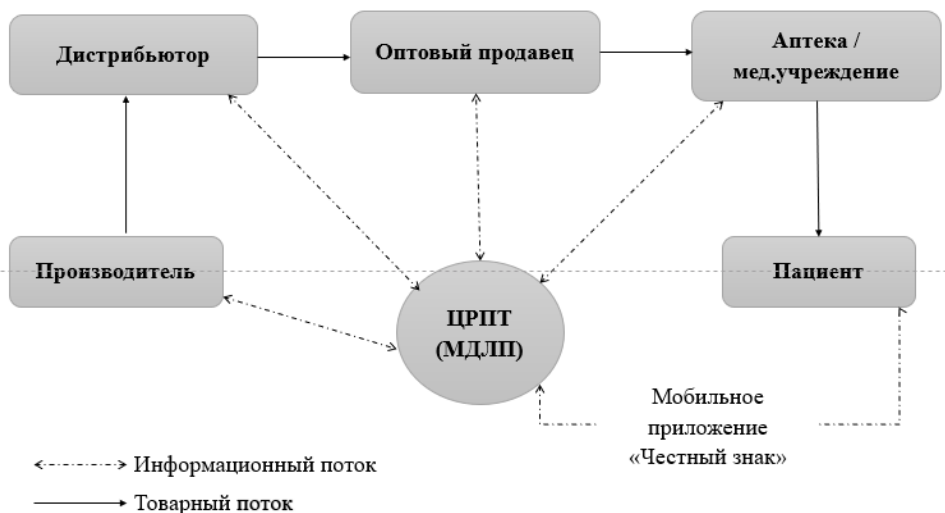 Дистрибьютор
Оптовый продавец
Аптека /
мед.учреждение
Производитель
Пациент
ЦРПТ
(МДЛП)
Мобильное
приложение
«Честный знак»
Информационный поток
Товарный поток